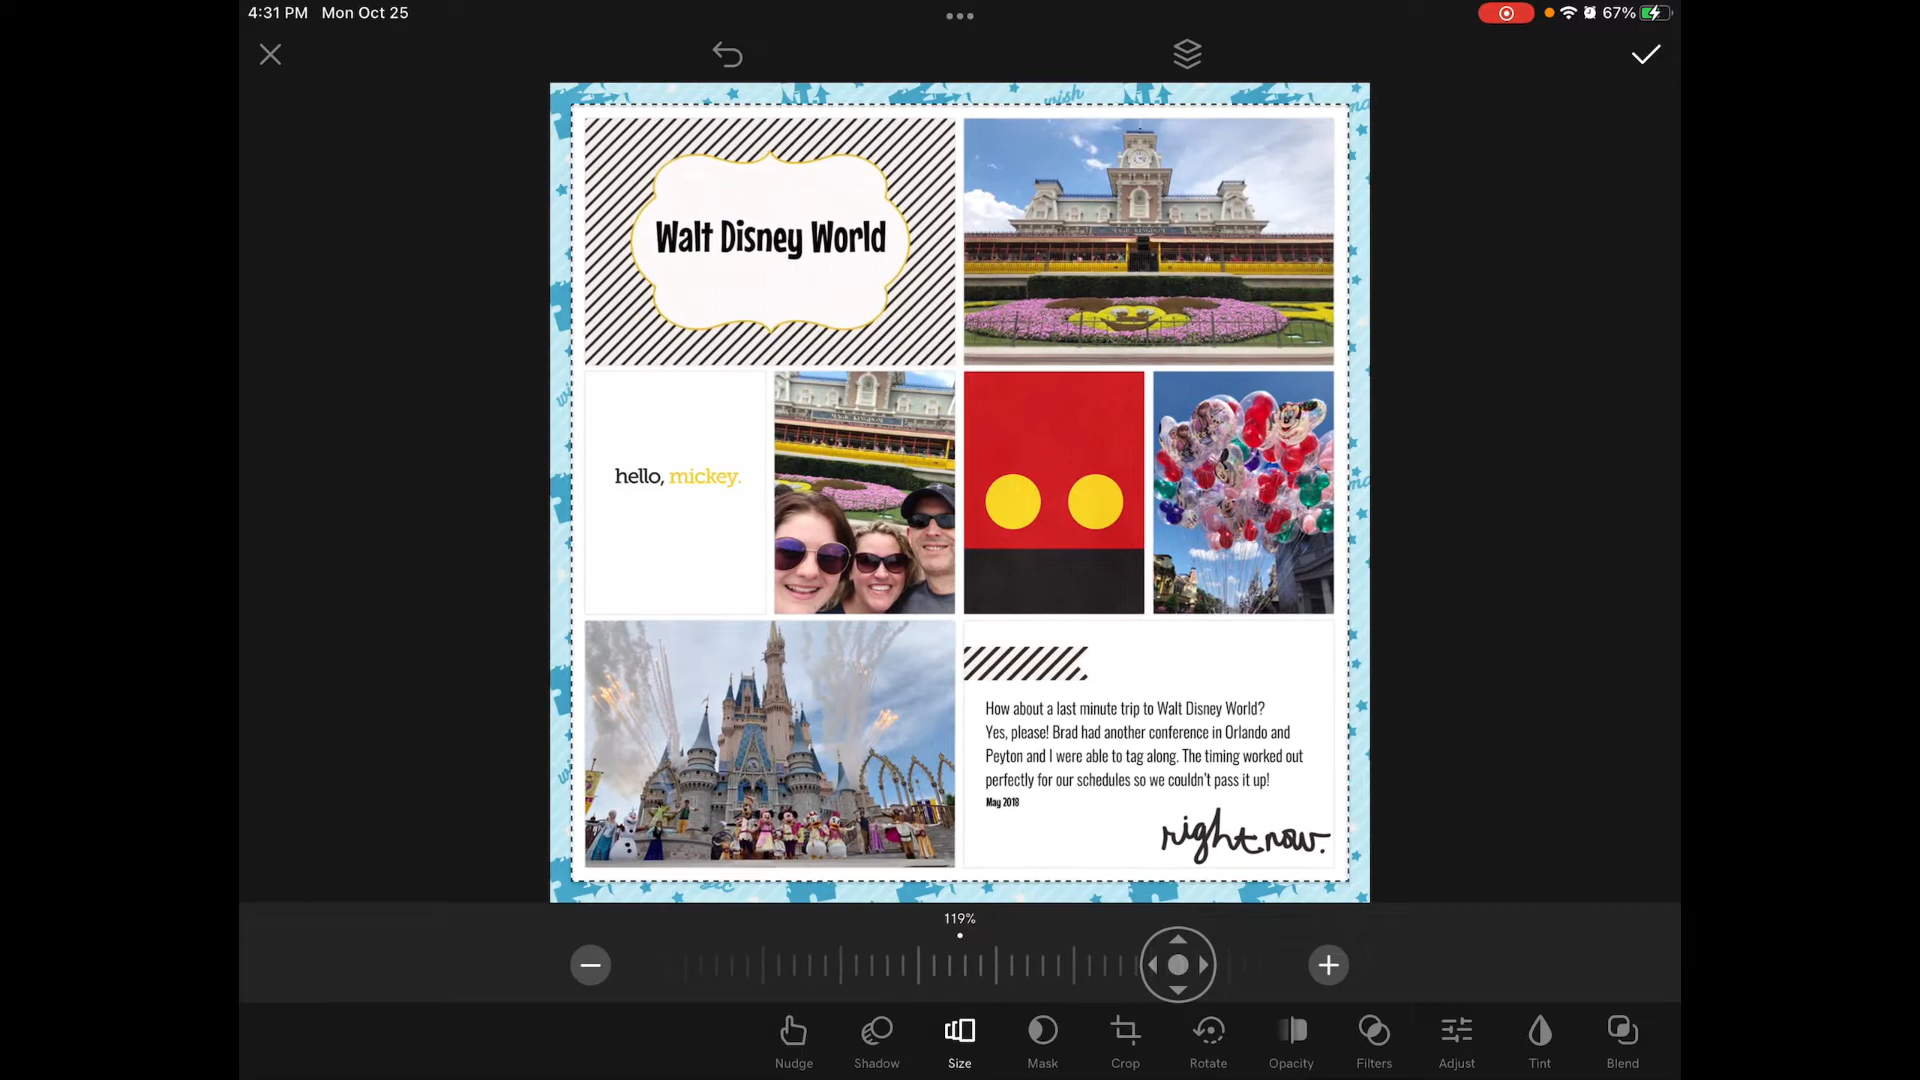 4:31 PM Mon Oct 25
67%
wish
Walt Disney World
MAGIC KINGDOM
hello, mickey.
How about a last minute trip to Walt Disney World?
Yes, please! Brad had another conference in Orlando and
Peyton and I were able to tag along. The timing worked out
perfectly for our schedules so we couldn't pass it up!
May 2018
right now.
119%
Nudge Shadow Size Mask Crop Rotate Opacity Filters Adjust Tint Blend